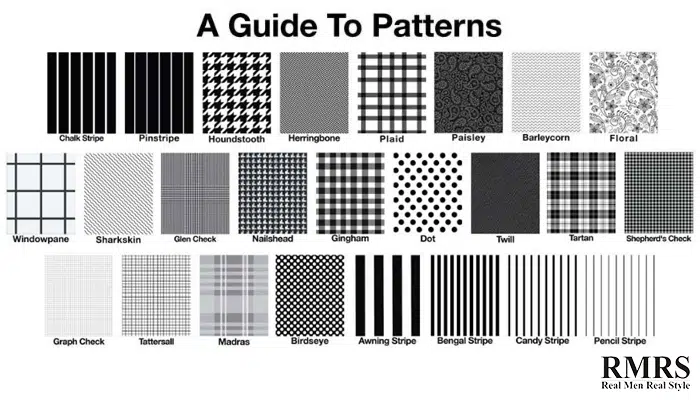 A Guide To Patterns
Chalk Stripe Pinstripe Houndstooth Herringbone Plaid Paisley Barleycorn Floral
Windowpane Sharkskin Glen Check Nailshead Gingham Dot Twill Tartan Shepherd's Check
Graph Check Tattersall Madras Birdseye Awning Stripe Bengal Stripe Candy Stripe Pencil Stripe
RMRS
Real Men Real Style